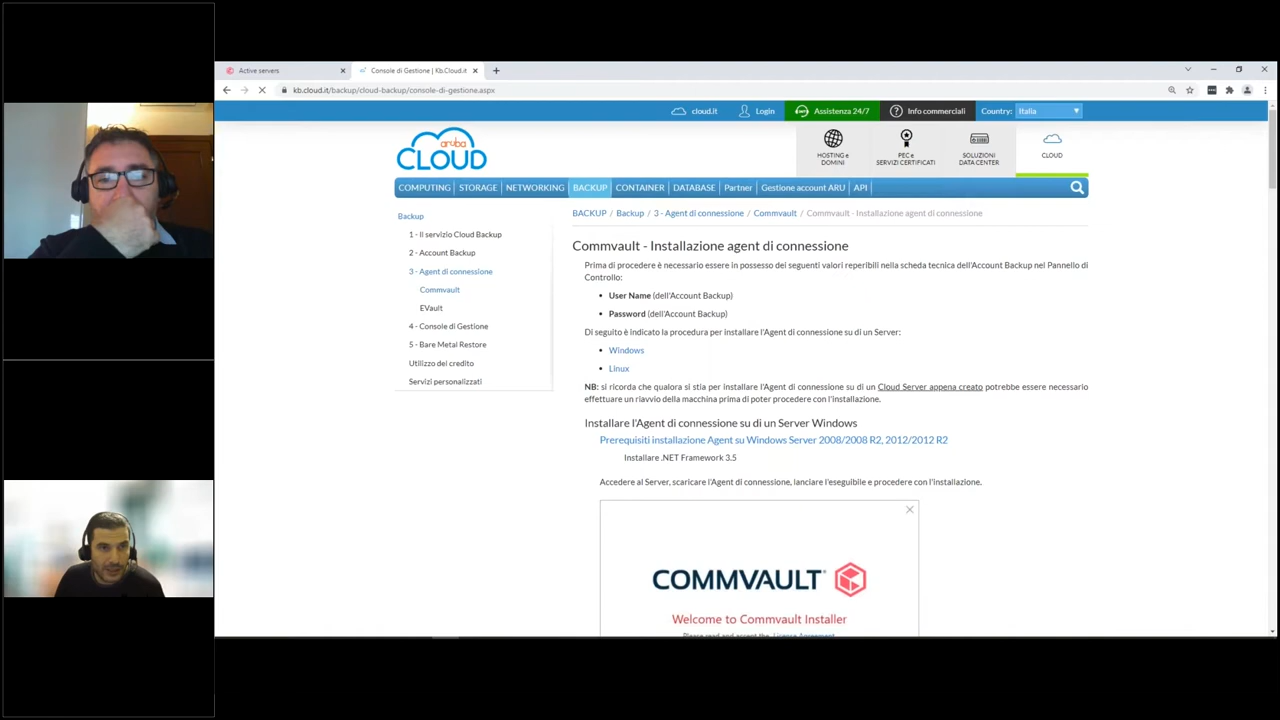 Active servers
Console di Gestione | Kb.Cloud.it
kb.cloud.it/backup/cloud-backup/console-di-gestione.aspx
cloud.it
Login
Assistenza 24/7
Info commerciali
Country:
Italia
aruba
CLOUD
HOSTING e
DOMINI
PEC e
SERVIZI CERTIFICATI
SOLUZIONI
DATA CENTER
CLOUD
COMPUTING
STORAGE
NETWORKING
BACKUP
CONTAINER
DATABASE
Partner
Gestione account ARU
API
Backup
1 - Il servizio Cloud Backup
2 - Account Backup
3 - Agent di connessione
Commvault
EVault
4 - Console di Gestione
5 - Bare Metal Restore
Utilizzo del credito
Servizi personalizzati
BACKUP / Backup / 3 - Agent di connessione / Commvault / Commvault - Installazione agent di connessione
Commvault - Installazione agent di connessione
Prima di procedere è necessario essere in possesso dei seguenti valori reperibili nella scheda tecnica dell'Account Backup nel Pannello di
Controllo:
• User Name (dell'Account Backup)
• Password (dell'Account Backup)
Di seguito è indicato la procedura per installare l'Agent di connessione su di un Server:
• Windows
• Linux
NB: si ricorda che qualora si stia per installare l'Agent di connessione su di un Cloud Server appena creato potrebbe essere necessario
effettuare un riavvio della macchina prima di poter procedere con l'installazione.
Installare l'Agent di connessione su di un Server Windows
Prerequisiti installazione Agent su Windows Server 2008/2008 R2, 2012/2012 R2
Installare .NET Framework 3.5
Accedere al Server, scaricare l'Agent di connessione, lanciare l'eseguibile e procedere con l'installazione.
COMMVAULT
Welcome to Commvault Installer
Please read and accept the License Agreement